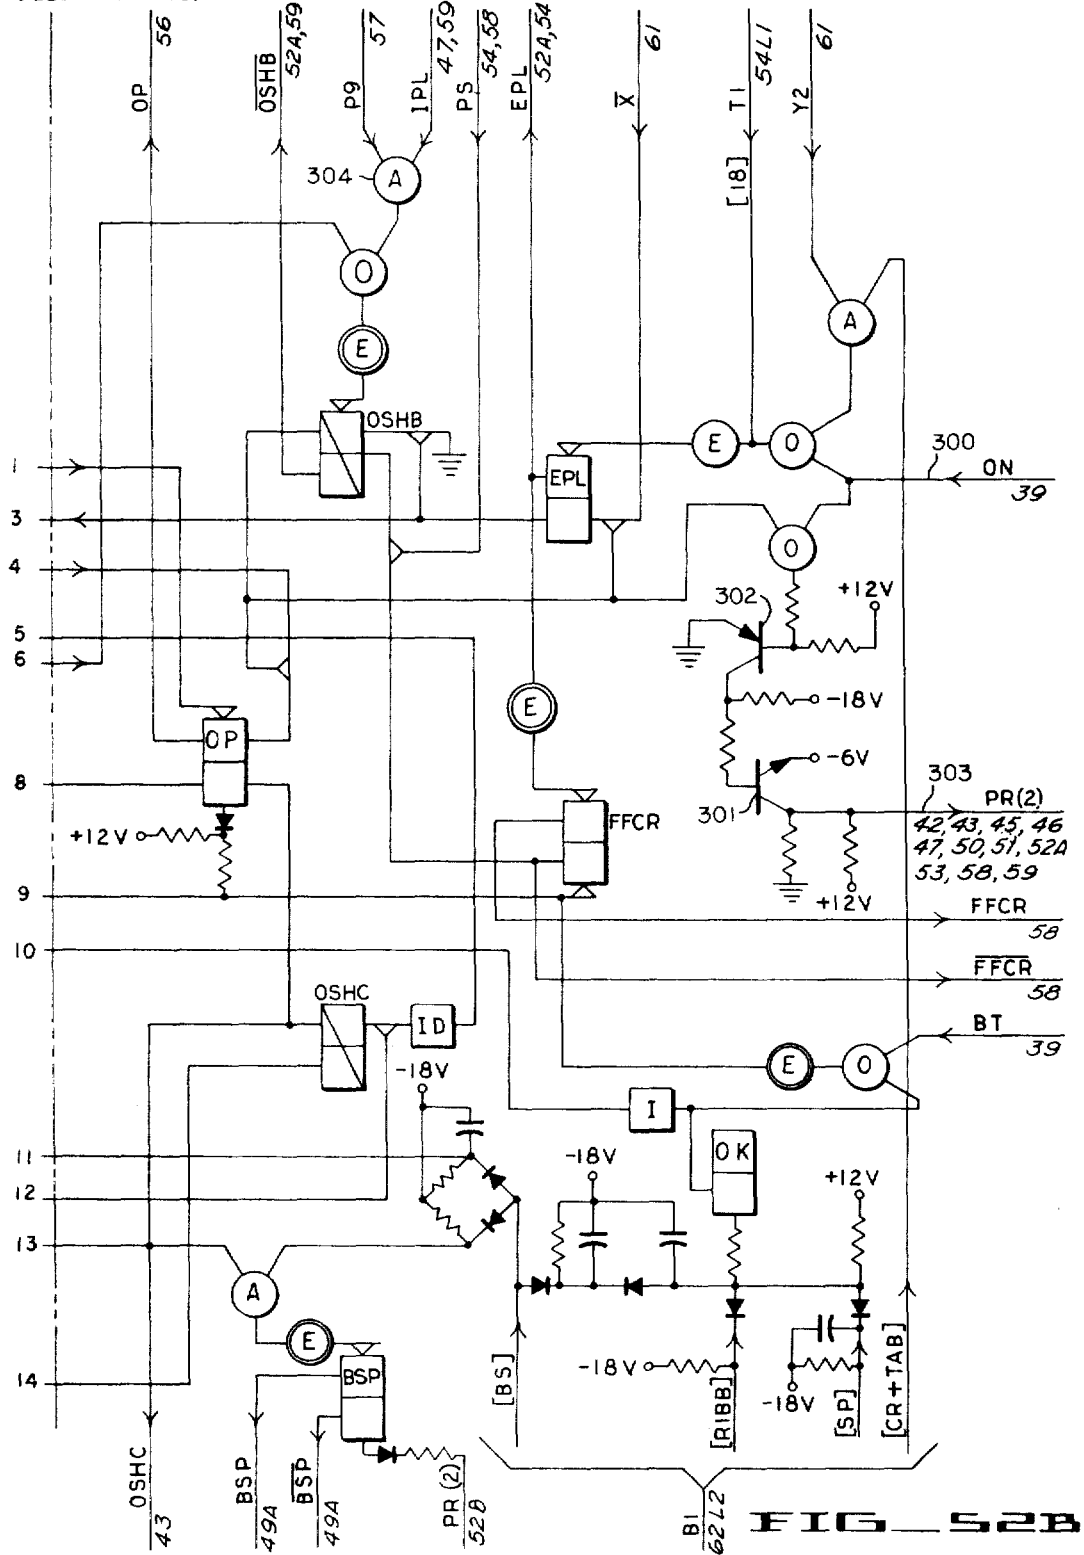 OP
56
OSHB
52A,59
P9
57
IPL
47,59
PS
54,58
EPL
52A,54
X
61
[18]
T1
54L1
Y2
61
304
A
O
E
A
OSHB
E
O
300
ON
39
1
EPL
3
O
4
302
+12V
5
6
-18V
E
OP
-6V
8
301
303
PR(2)
42, 43, 45, 46
47, 50, 51, 52A
53, 58, 59
FFCR
+12V
9
+12V
FFCR
58
10
FFCR
58
OSHC
ID
BT
39
E
O
-18V
I
OK
11
-18V
+12V
12
13
A
E
-18V
14
BSP
-18V
[BS]
[RIBB]
[SP]
[CR+TAB]
OSHC
43
BSP
49A
BSP
49A
PR(2)
52B
B1
62L2
FIG_52B